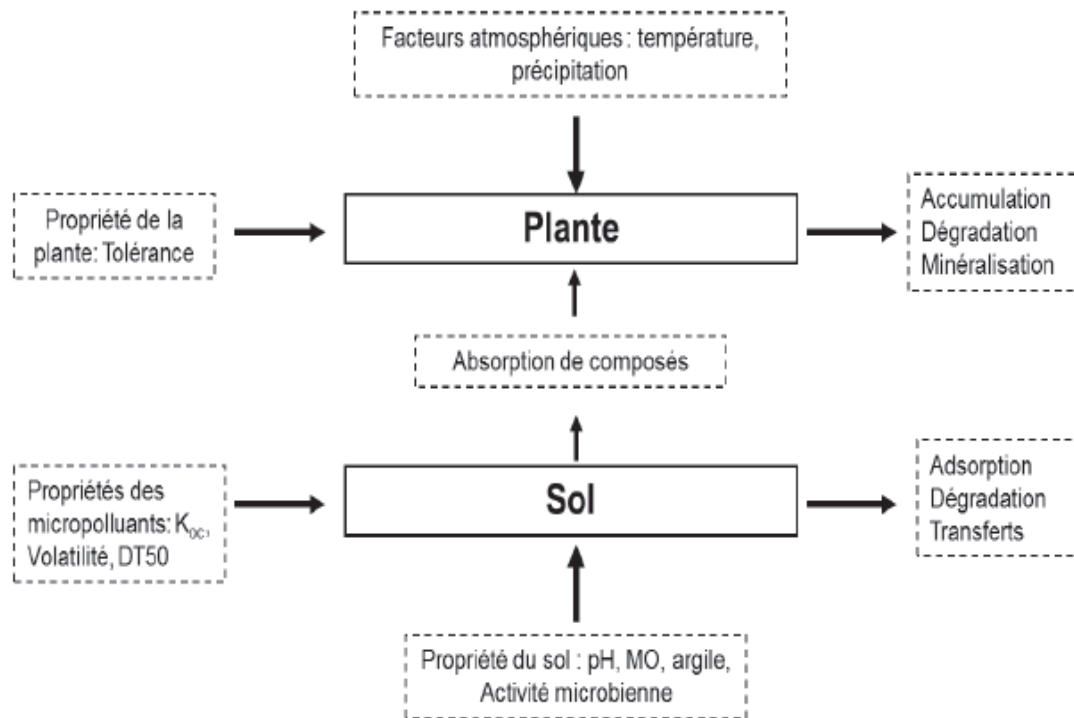 Facteurs atmosphériques : température,
précipitation
Propriété de la
plante: Tolérance
Plante
Accumulation
Dégradation
Minéralisation
Absorption de composés
Propriétés des
micropolluants: Koc,
Volatilité, DT50
Sol
Adsorption
Dégradation
Transferts
Propriété du sol : pH, MO, argile,
Activité microbienne